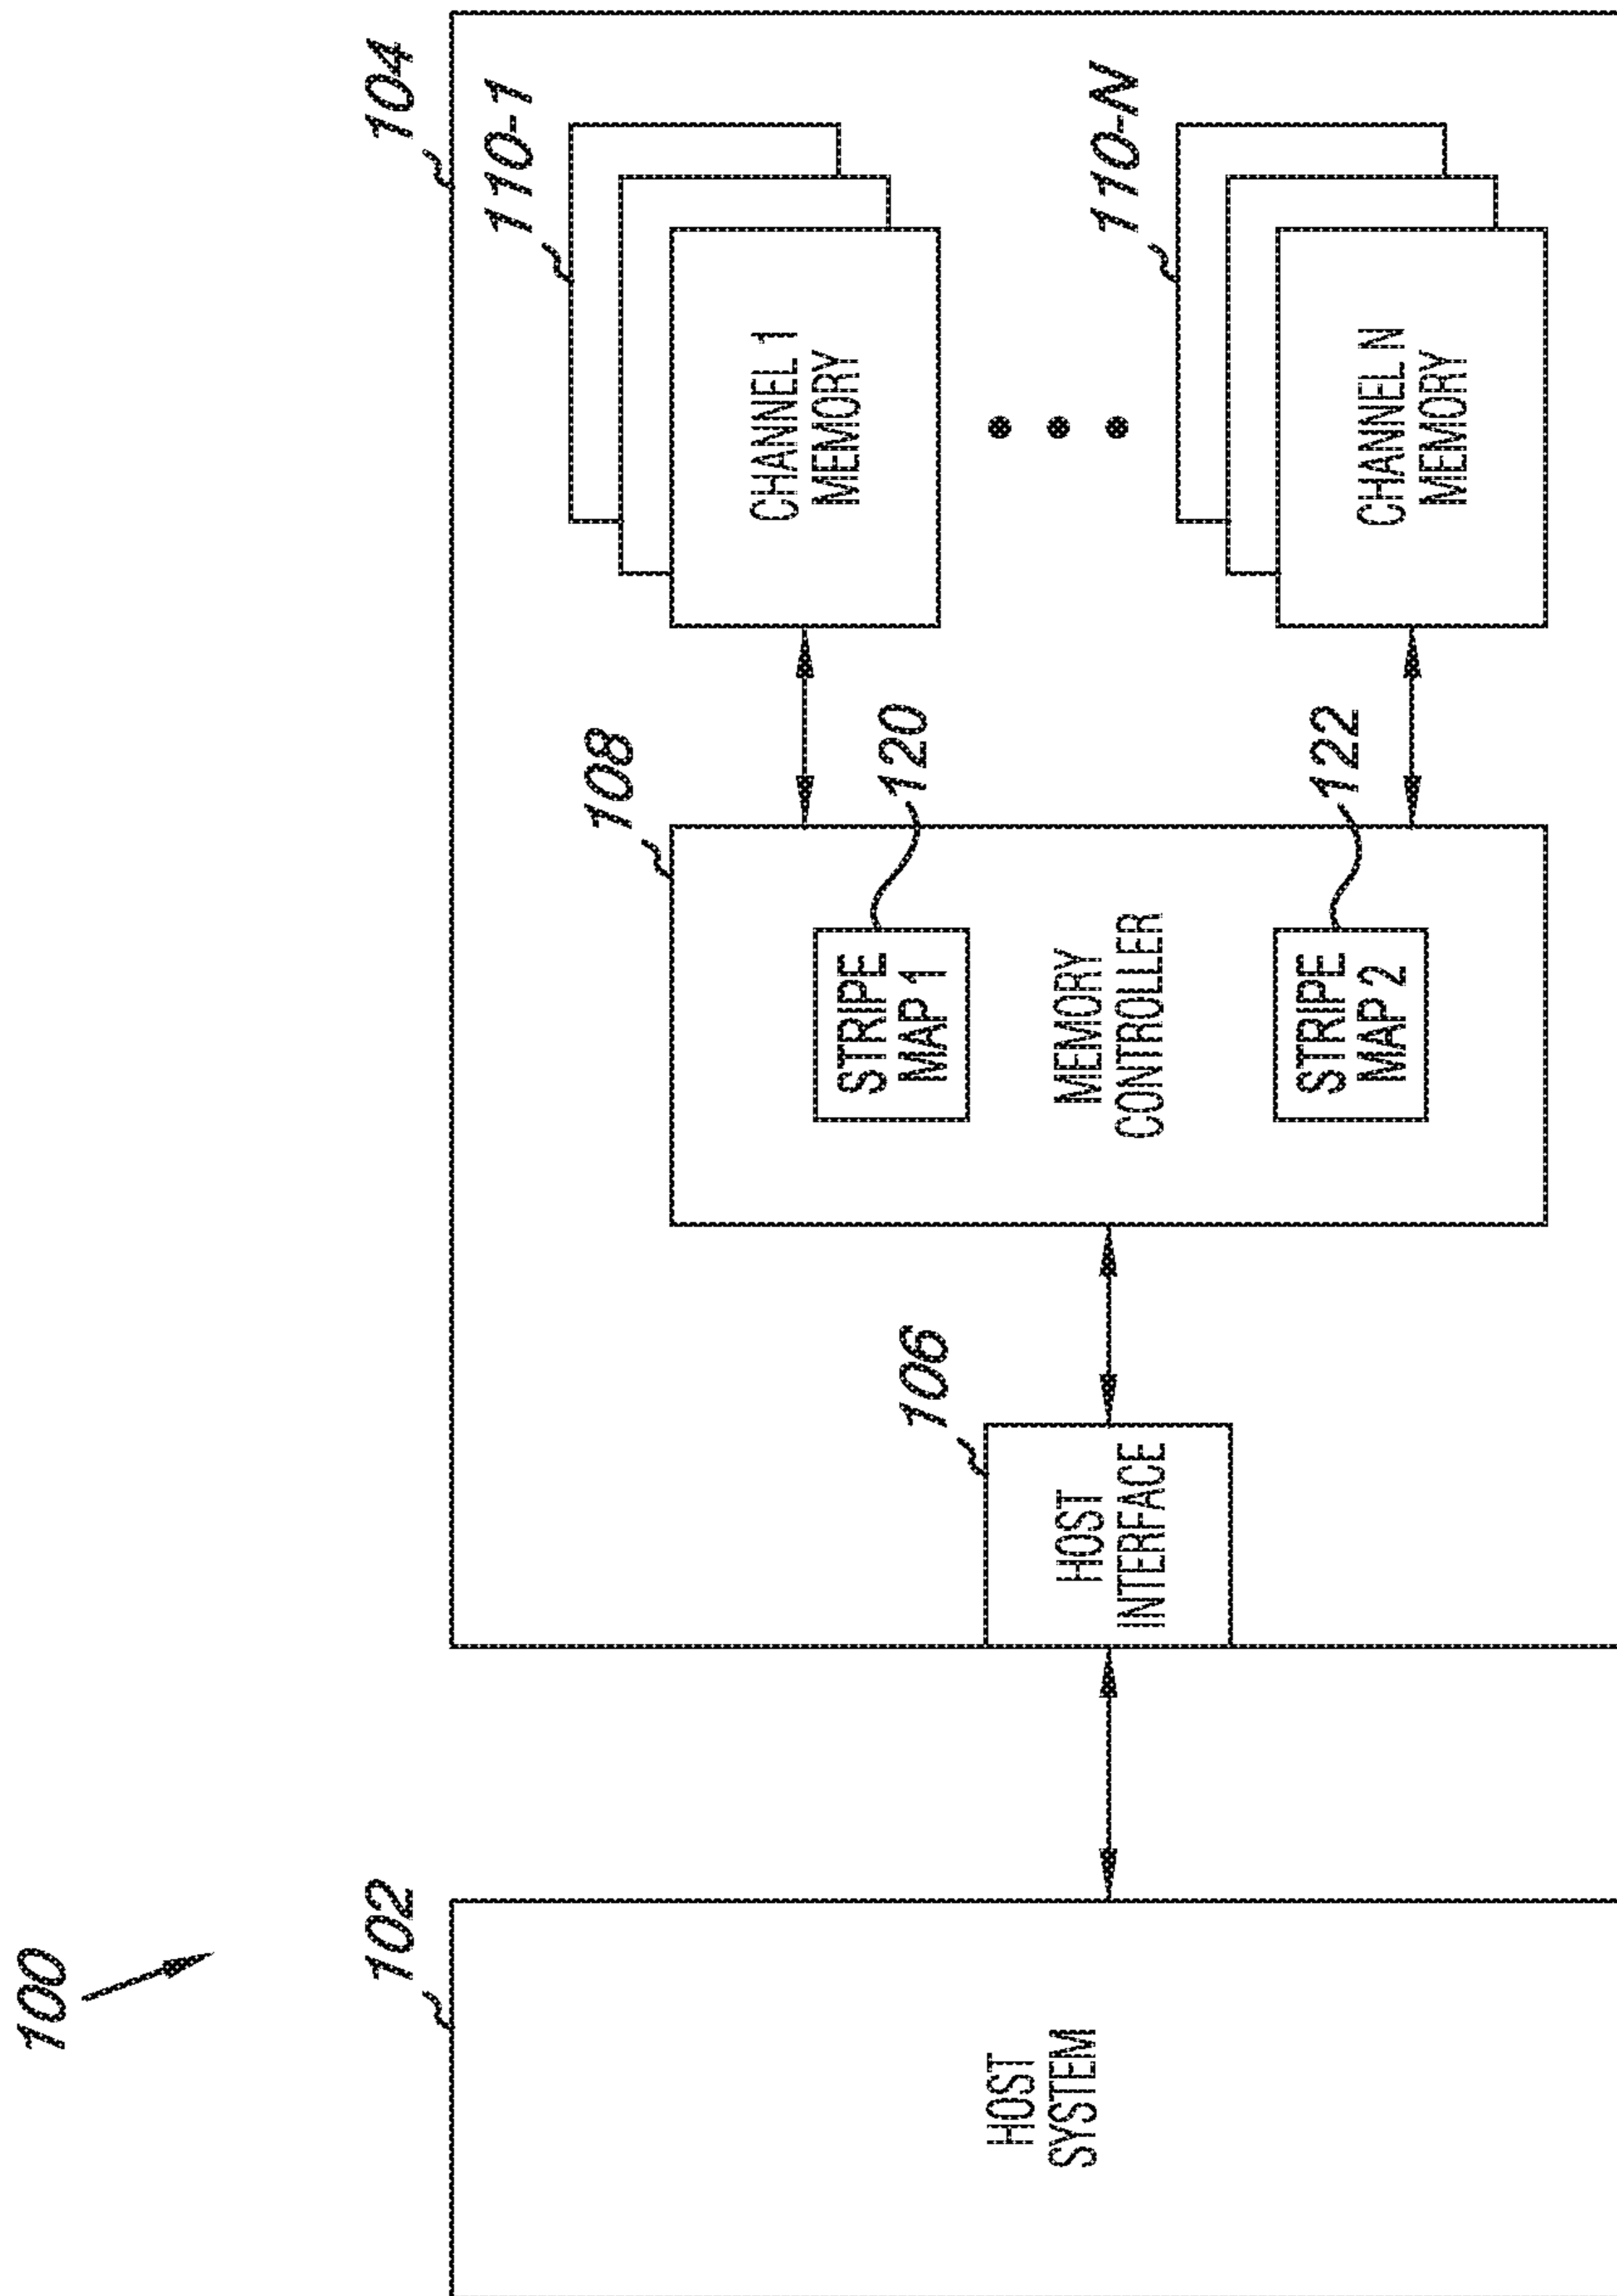 100
102
HOST
SYSTEM
104
106
HOST
INTERFACE
108
STRIPE
MAP 1
120
MEMORY
CONTROLLER
STRIPE
MAP 2
122
110-1
CHANNEL 1
MEMORY
110-N
CHANNEL N
MEMORY